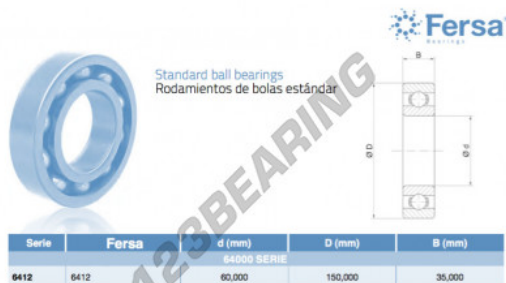 Fersa
Bearings
Standard ball bearings
Rodamientos de bolas estándar
B
Ø D
Ø d
123BEARING
Serie Fersa d (mm) D (mm) B (mm)
64000 SERIE
6412 6412 60,000 150,000 35,000